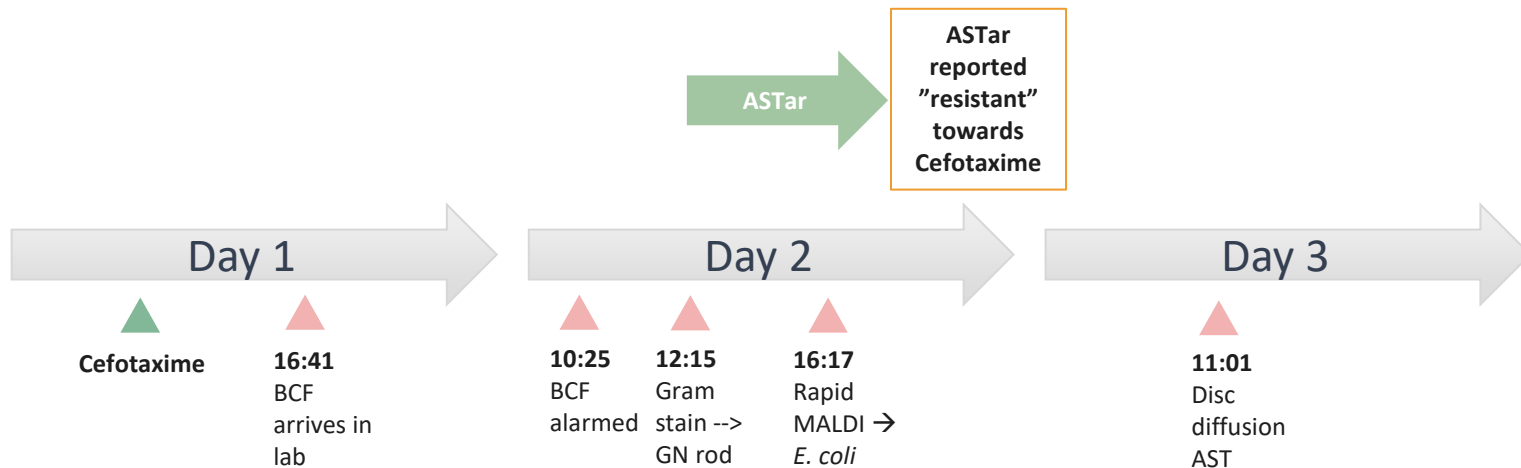 ASTar
ASTar
reported
”resistant”
towards
Cefotaxime
Day 1
Day 2
Day 3
Cefotaxime
16:41
BCF
arrives in
lab
10:25
BCF
alarmed
12:15
Gram
stain -->
GN rod
16:17
Rapid
MALDI →
E. coli
11:01
Disc
diffusion
AST